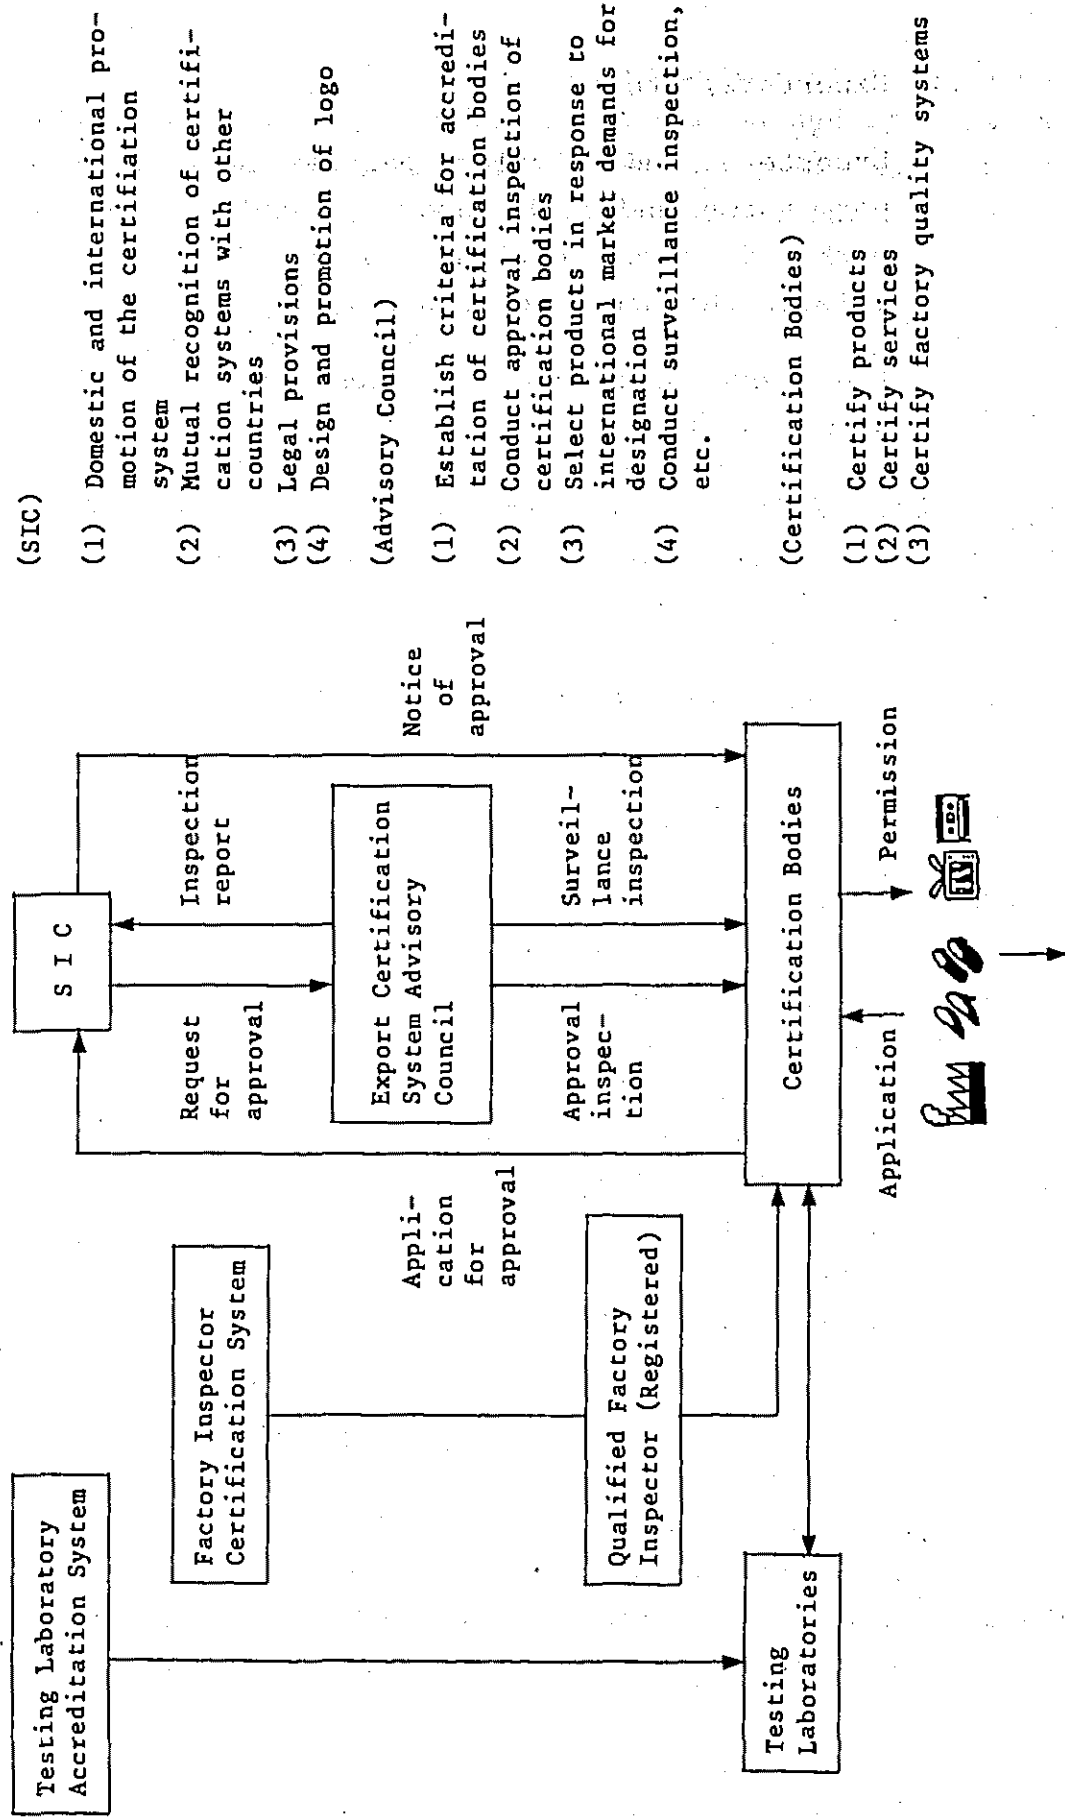 Testing Laboratory
Accreditation System
Factory Inspector
Certification System
Qualified Factory
Inspector (Registered)
Testing
Laboratories
S I C
Appli-
cation
for
approval
Request
for
approval
Inspection
report
Notice
of
approval
Export Certification
System Advisory
Council
Approval
inspec-
tion
Surveil-
lance
inspection
Certification Bodies
Application
Permission
TV
(SIC)
(1) Domestic and international pro-
motion of the certifiation
system
(2) Mutual recognition of certifi-
cation systems with other
countries
(3) Legal provisions
(4) Design and promotion of logo
(Advisory Council)
(1) Establish criteria for accredi-
tation of certification bodies
(2) Conduct approval inspection of
certification bodies
(3) Select products in response to
international market demands for
designation
(4) Conduct surveillance inspection,
etc.
(Certification Bodies)
(1) Certify products
(2) Certify services
(3) Certify factory quality systems